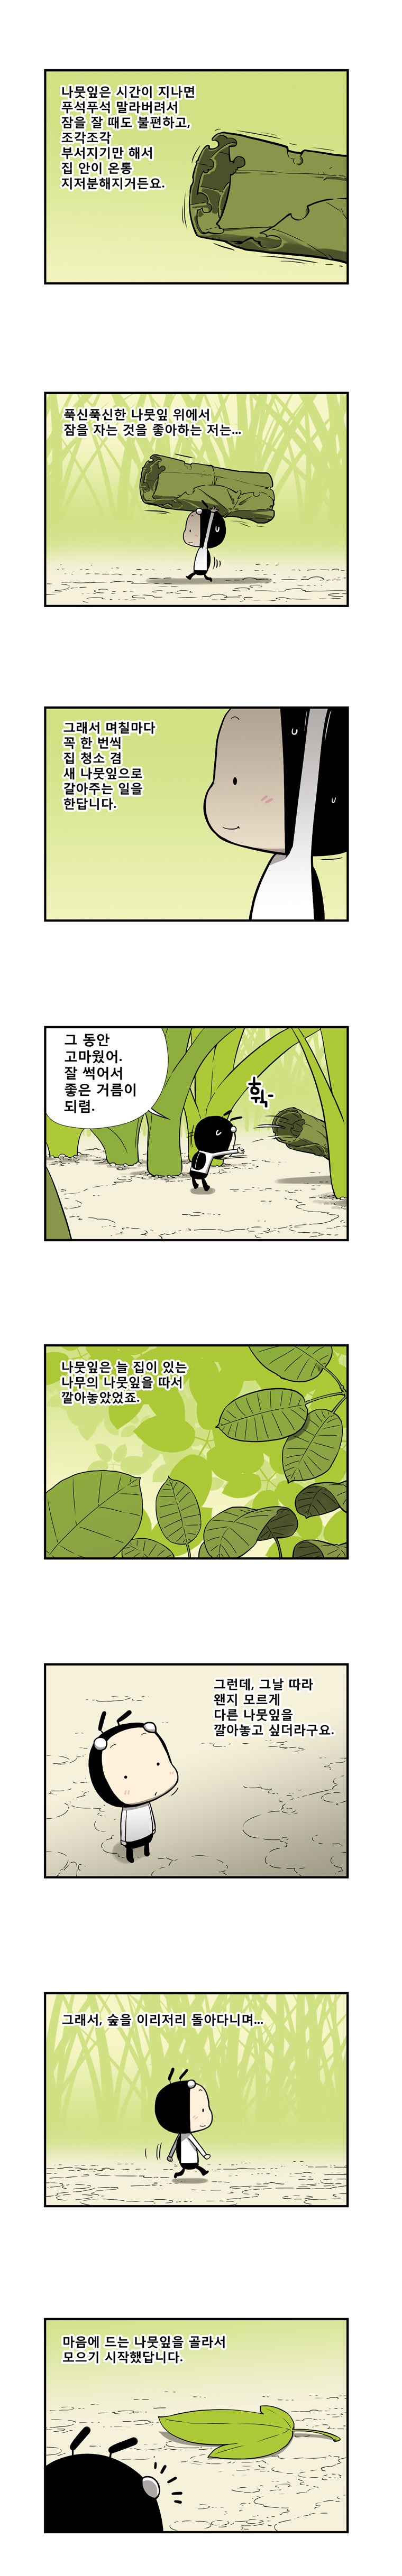 나뭇잎은 시간이 지나면
푸석푸석 말라버려서
잠을 잘 때도 불편하고,
조각조각
부서지기만 해서
집 안이 온통
지저분해지거든요.
푹신푹신한 나뭇잎 위에서
잠을 자는 것을 좋아하는 저는...
그래서 며칠마다
꼭 한 번씩
집 청소 겸
새 나뭇잎으로
갈아주는 일을
한답니다.
그 동안
고마웠어.
잘 썩어서
좋은 거름이
되렴.
훠-
나뭇잎은 늘 집이 있는
나무의 나뭇잎을 따서
깔아놓았었죠.
그런데, 그날 따라
왠지 모르게
다른 나뭇잎을
깔아놓고 싶더라구요.
그래서, 숲을 이리저리 돌아다니며...
마음에 드는 나뭇잎을 골라서
모으기 시작했답니다.